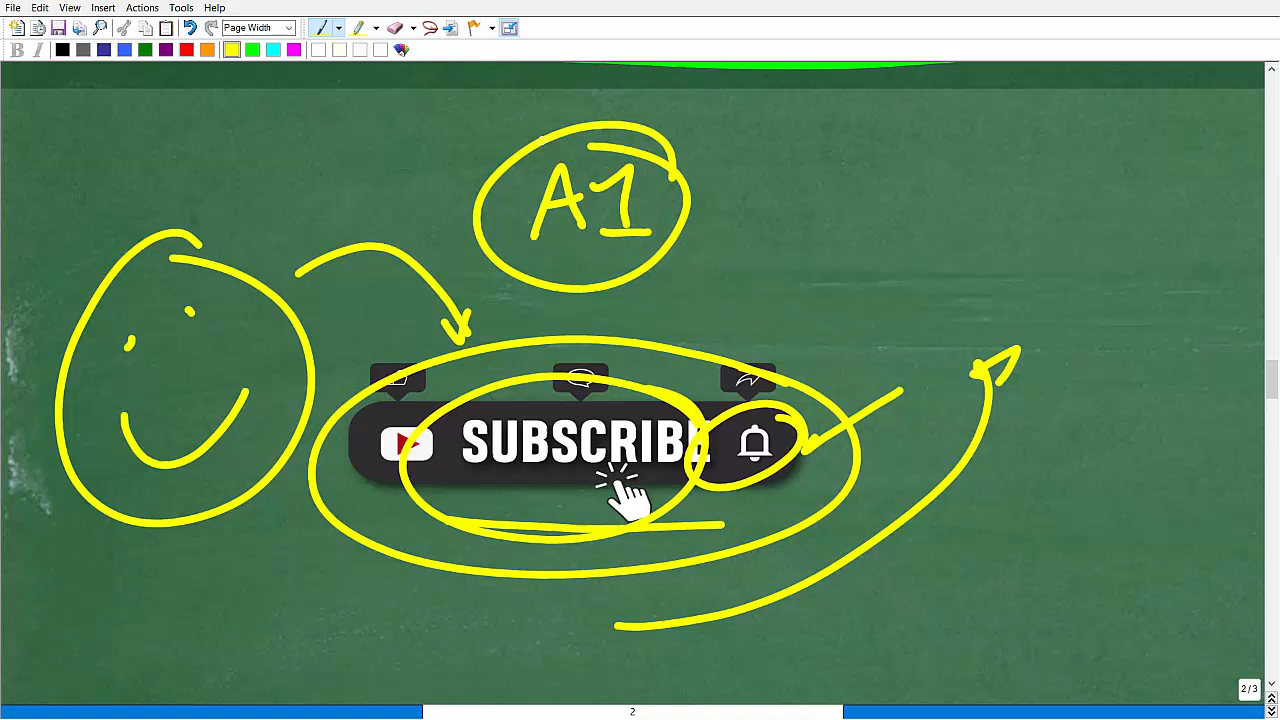 File Edit View Insert Actions Tools Help
Page Width
B I
A1
SUBSCRIBE
2/3
2